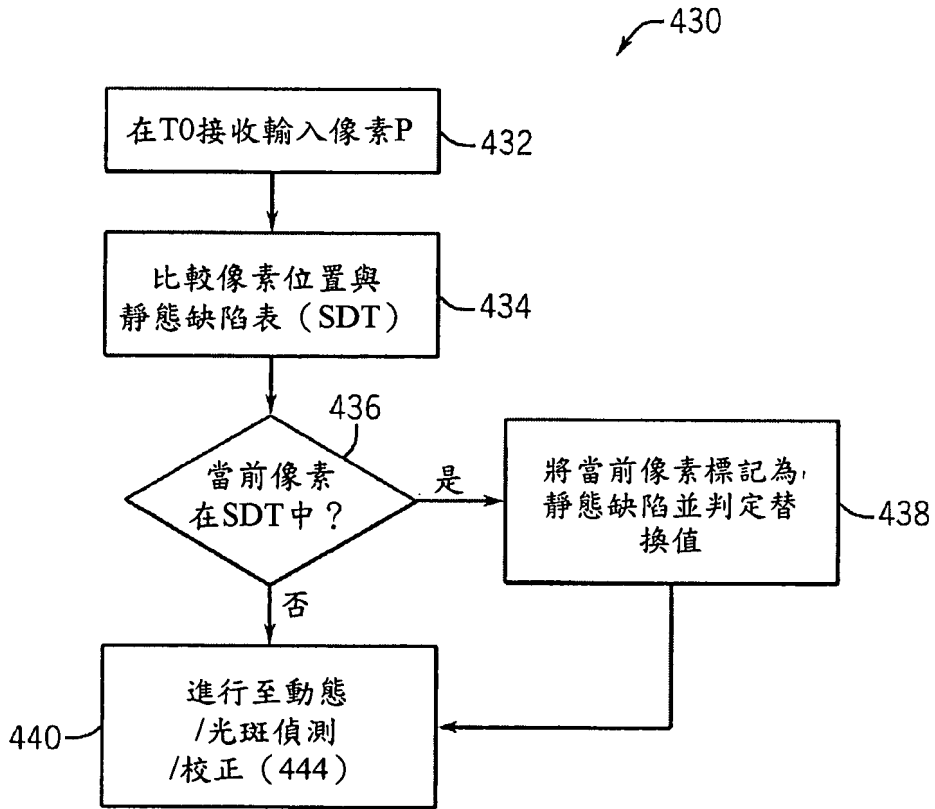 430
在T0接收輸入像素P
432
比較像素位置與
靜態缺陷表（SDT）
434
436
當前像素
在SDT中？
是
將當前像素標記為
靜態缺陷並判定替
換值
438
否
進行至動態
/光斑偵測
/校正（444）
440